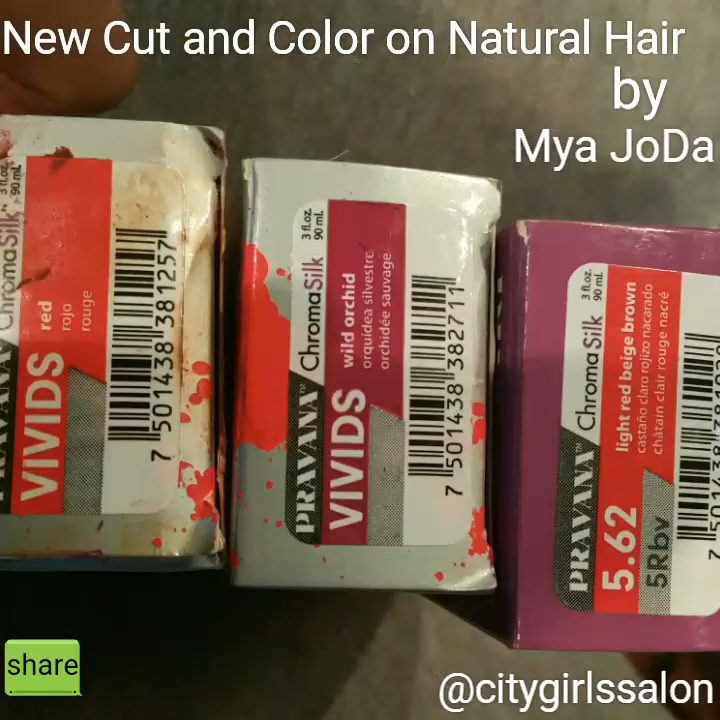 New Cut and Color on Natural Hair
by
Mya JoDa
PRAVANA ChromaSilk
3 fl.oz.
90 mL
VIVIDS
red
rojo
rouge
7 501438 381257
PRAVANA™ ChromaSilk
3 fl.oz.
90 mL
VIVIDS
wild orchid
orquídea silvestre
orchidée sauvage
7 501438 382711
PRAVANA™ ChromaSilk
3 fl.oz.
90 mL
5.62
5Rbv
light red beige brown
castaño claro rojizo nacarado
châtain clair rouge nacré
share
@citygirlssalon